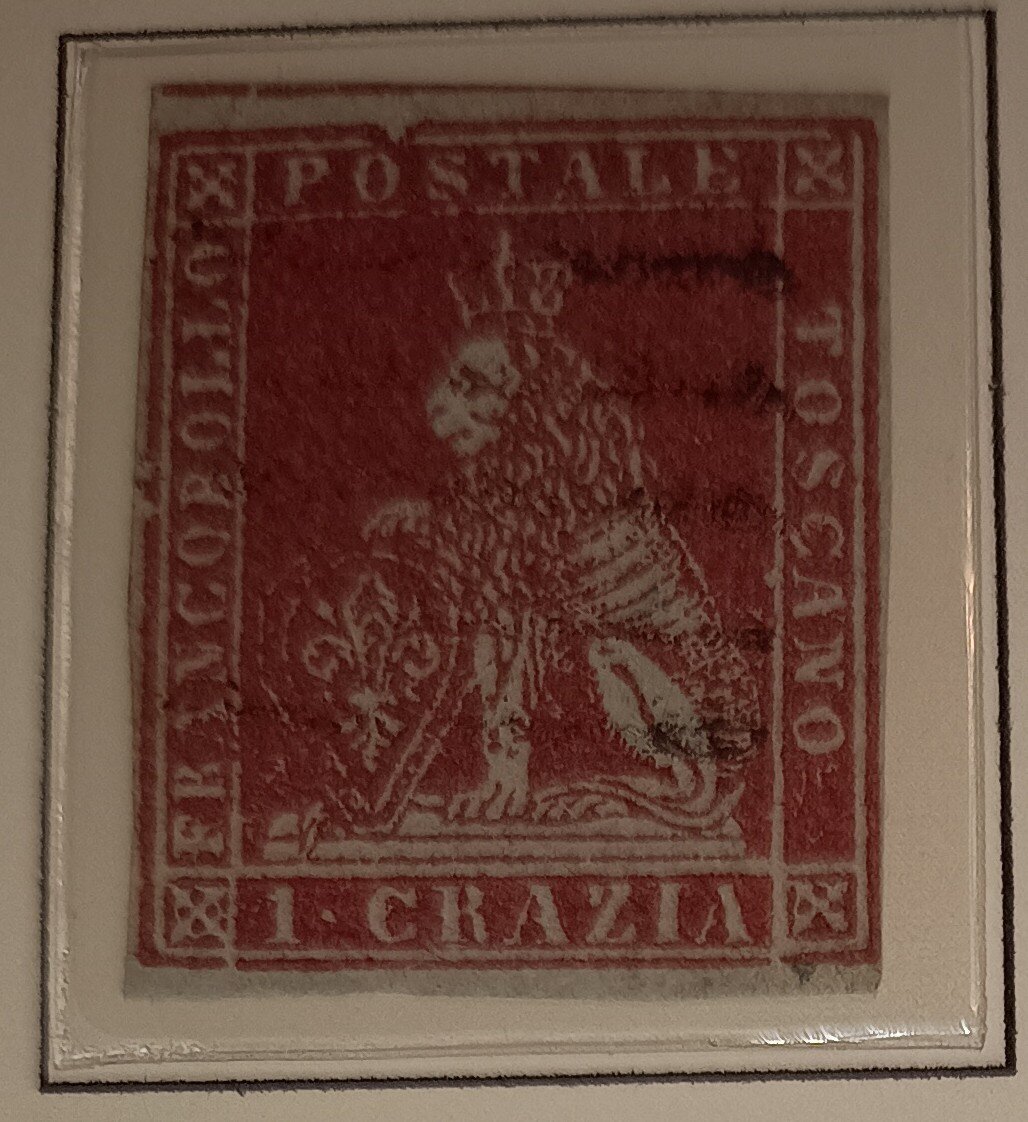 POSTALE
FRANCOBOLLO
TOSCANO
1 · CRAZIA